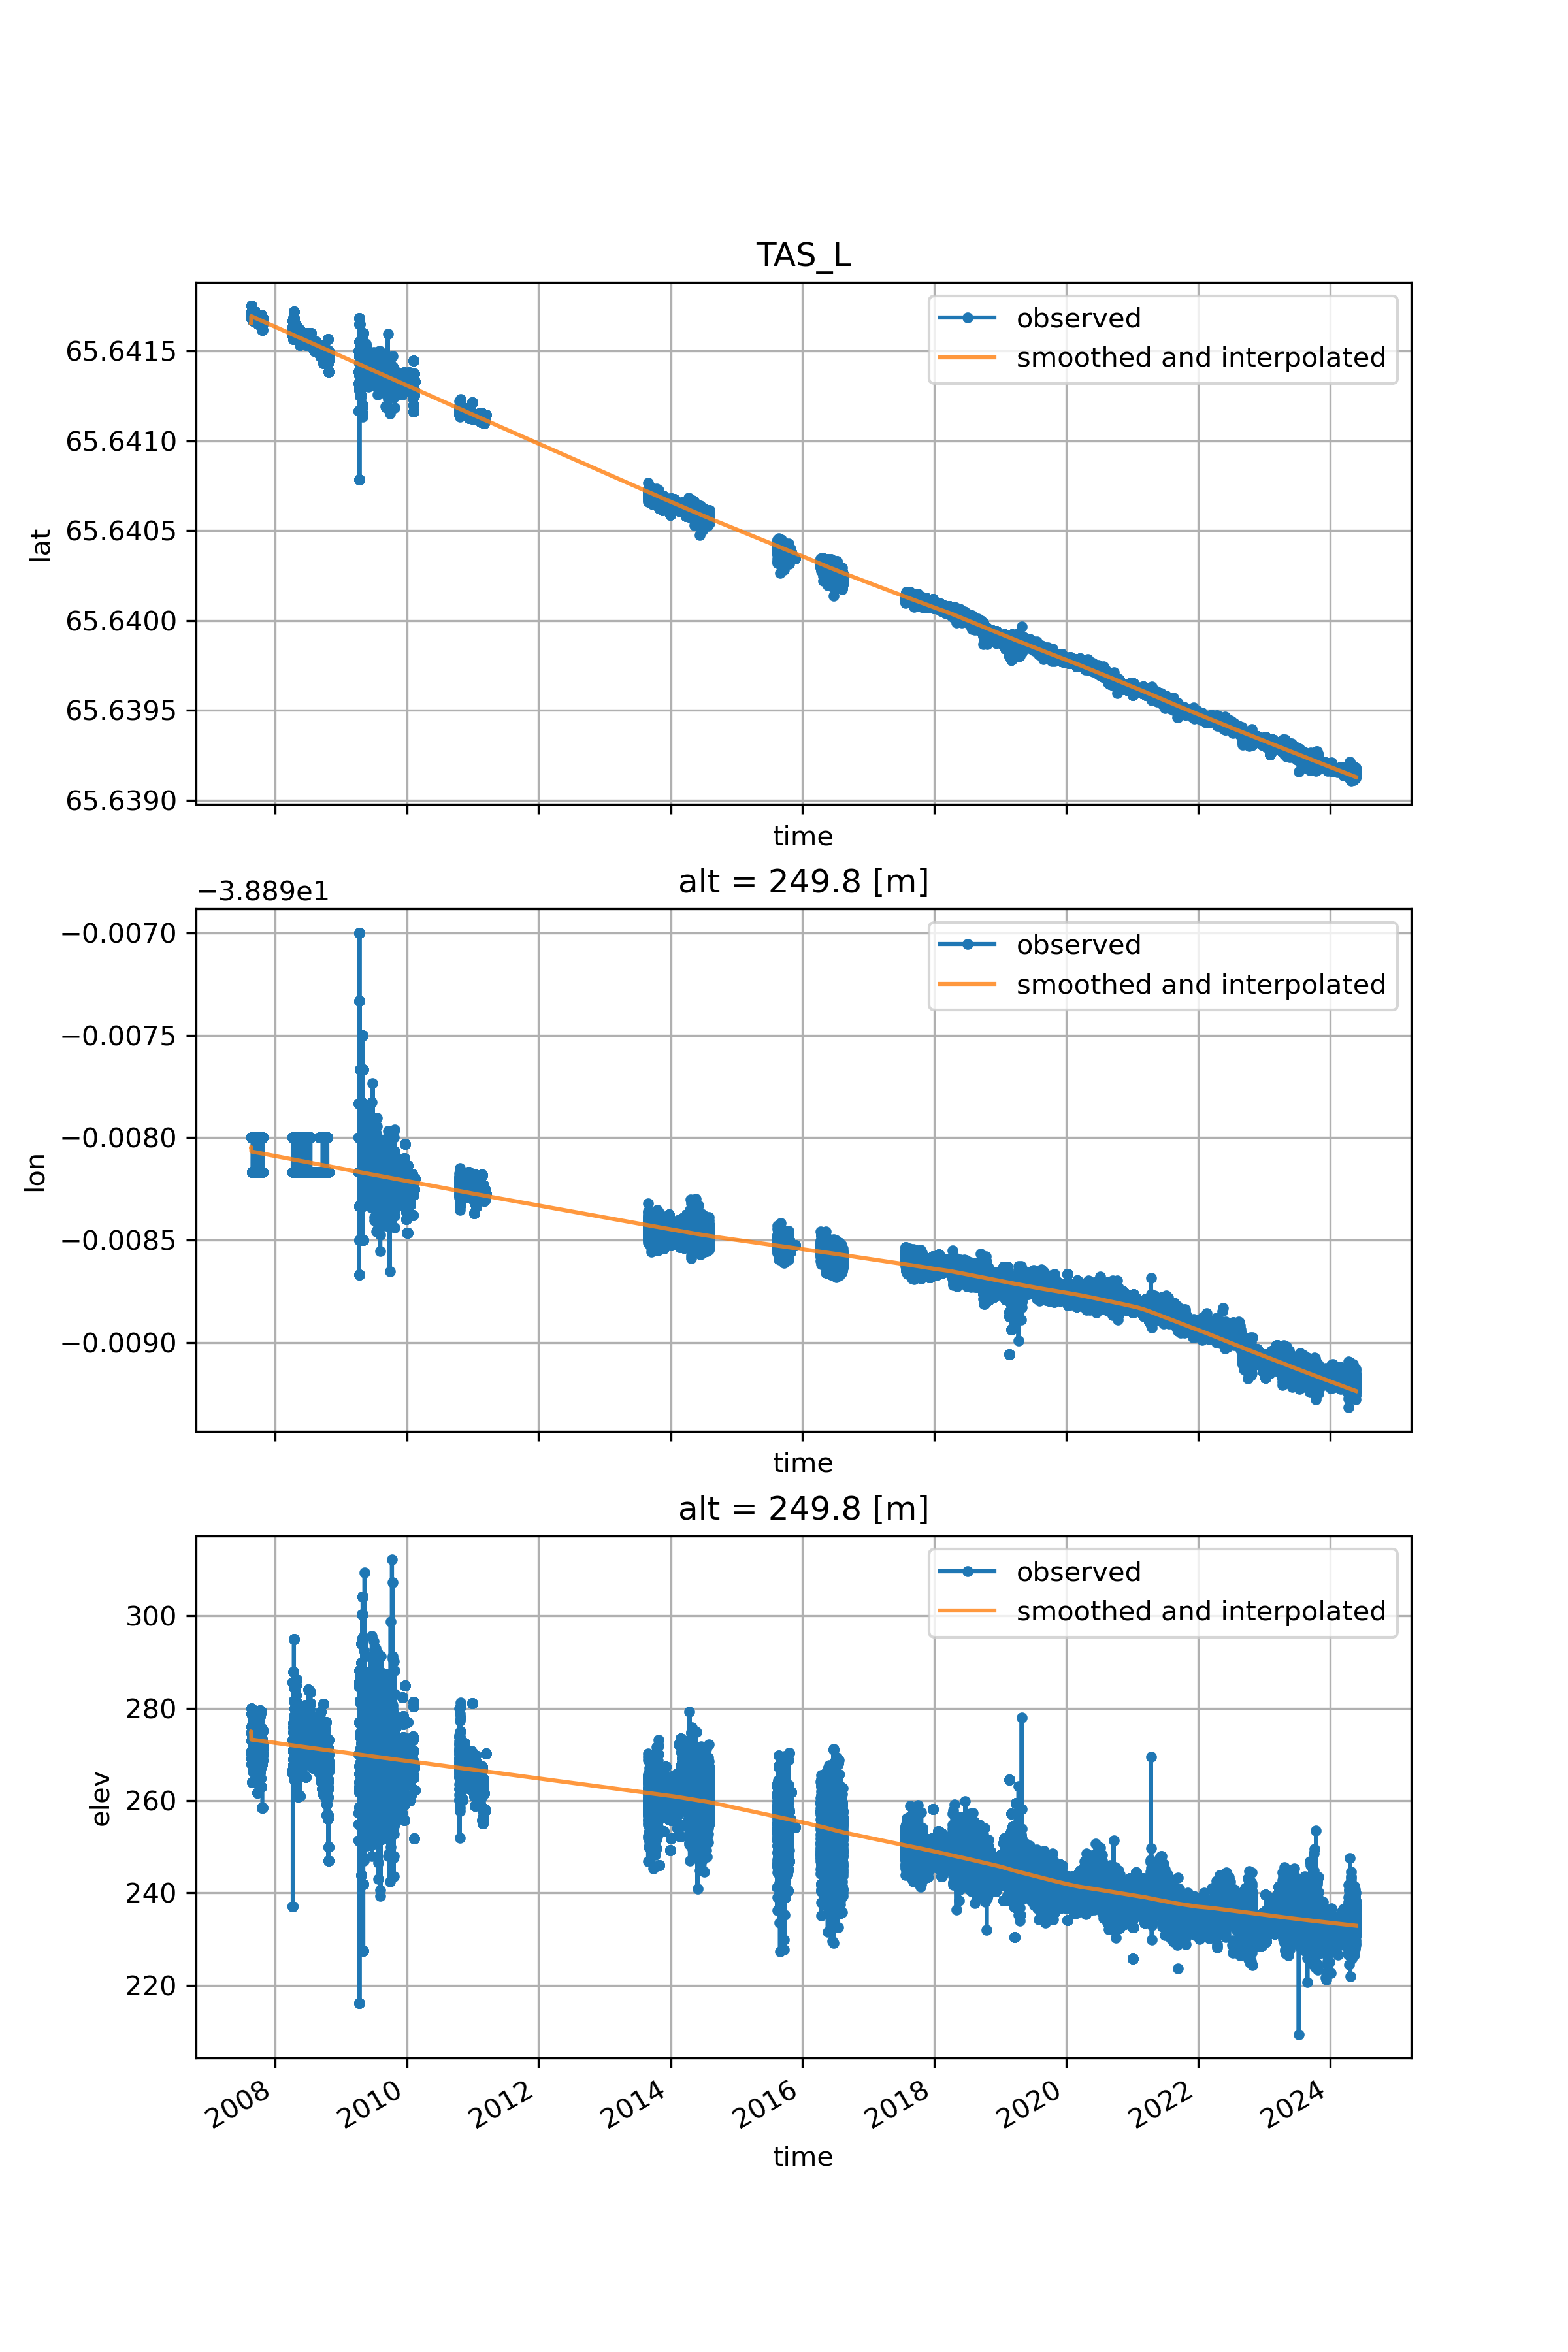 TAS_L
observed
smoothed and interpolated
65.6415
65.6410
65.6405
65.6400
65.6395
65.6390
lat
time
−3.889e1
alt = 249.8 [m]
observed
smoothed and interpolated
−0.0070
−0.0075
−0.0080
−0.0085
−0.0090
lon
time
alt = 249.8 [m]
observed
smoothed and interpolated
300
280
260
240
220
elev
2008 2010 2012 2014 2016 2018 2020 2022 2024
time